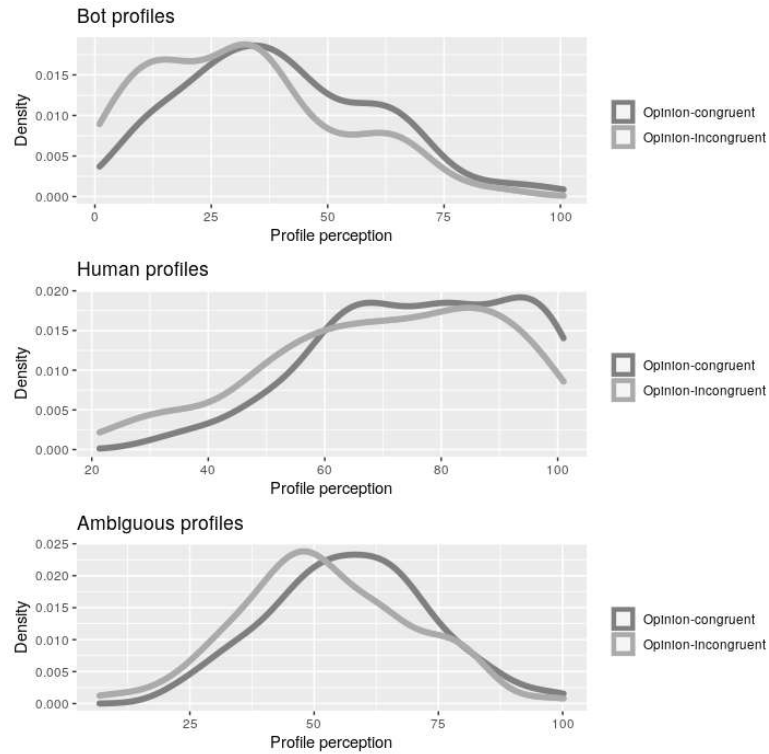 Bot profiles
Density
0.015
0.010
0.005
0.000
0
25
50
75
100
Profile perception
Opinion-congruent
Opinion-incongruent
Human profiles
Density
0.020
0.015
0.010
0.005
0.000
20
40
60
80
100
Profile perception
Opinion-congruent
Opinion-incongruent
Ambiguous profiles
Density
0.025
0.020
0.015
0.010
0.005
0.000
25
50
75
100
Profile perception
Opinion-congruent
Opinion-incongruent